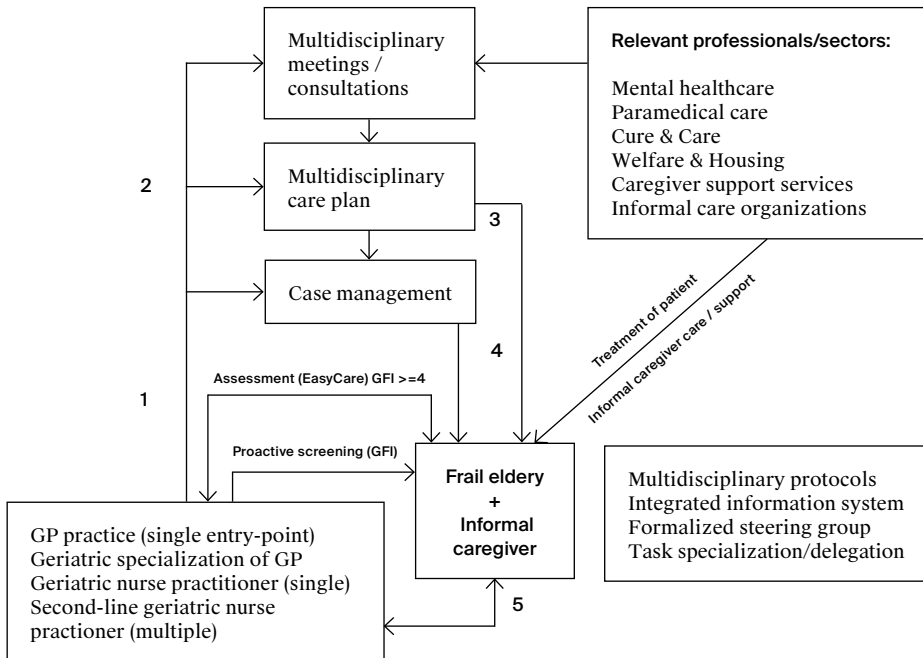 Multidisciplinary
meetings /
consultations
Relevant professionals/sectors:
Mental healthcare
Paramedical care
Cure & Care
Welfare & Housing
Caregiver support services
Informal care organizations
2
Multidisciplinary
care plan
3
Case management
4
Treatment of patient
Informal caregiver care / support
1
Assessment (EasyCare) GFI >=4
Proactive screening (GFI)
Frail eldery
+
Informal
caregiver
Multidisciplinary protocols
Integrated information system
Formalized steering group
Task specialization/delegation
GP practice (single entry-point)
Geriatric specialization of GP
Geriatric nurse practitioner (single)
Second-line geriatric nurse
practioner (multiple)
5